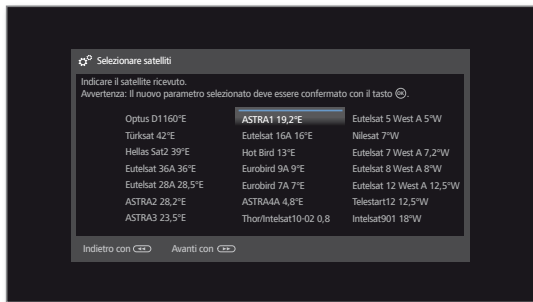 Selezionare satelliti
Indicare il satellite ricevuto.
Avvertenza: Il nuovo parametro selezionato deve essere confermato con il tasto OK.
Optus D1160°E
Türksat 42°E
Hellas Sat2 39°E
Eutelsat 36A 36°E
Eutelsat 28A 28,5°E
ASTRA2 28,2°E
ASTRA3 23,5°E
ASTRA1 19,2°E
Eutelsat 16A 16°E
Hot Bird 13°E
Eurobird 9A 9°E
Eurobird 7A 7°E
ASTRA4A 4,8°E
Thor/Intelsat10-02 0,8
Eutelsat 5 West A 5°W
Nilesat 7°W
Eutelsat 7 West A 7,2°W
Eutelsat 8 West A 8°W
Eutelsat 12 West A 12,5°W
Telestart12 12,5°W
Intelsat901 18°W
Indietro con Avanti con